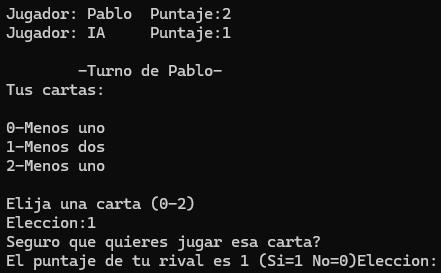 Jugador: Pablo  Puntaje:2
Jugador: IA     Puntaje:1
-Turno de Pablo-
Tus cartas:
0-Menos uno
1-Menos dos
2-Menos uno
Elija una carta (0-2)
Eleccion:1
Seguro que quieres jugar esa carta?
El puntaje de tu rival es 1 (Si=1 No=0)Eleccion: